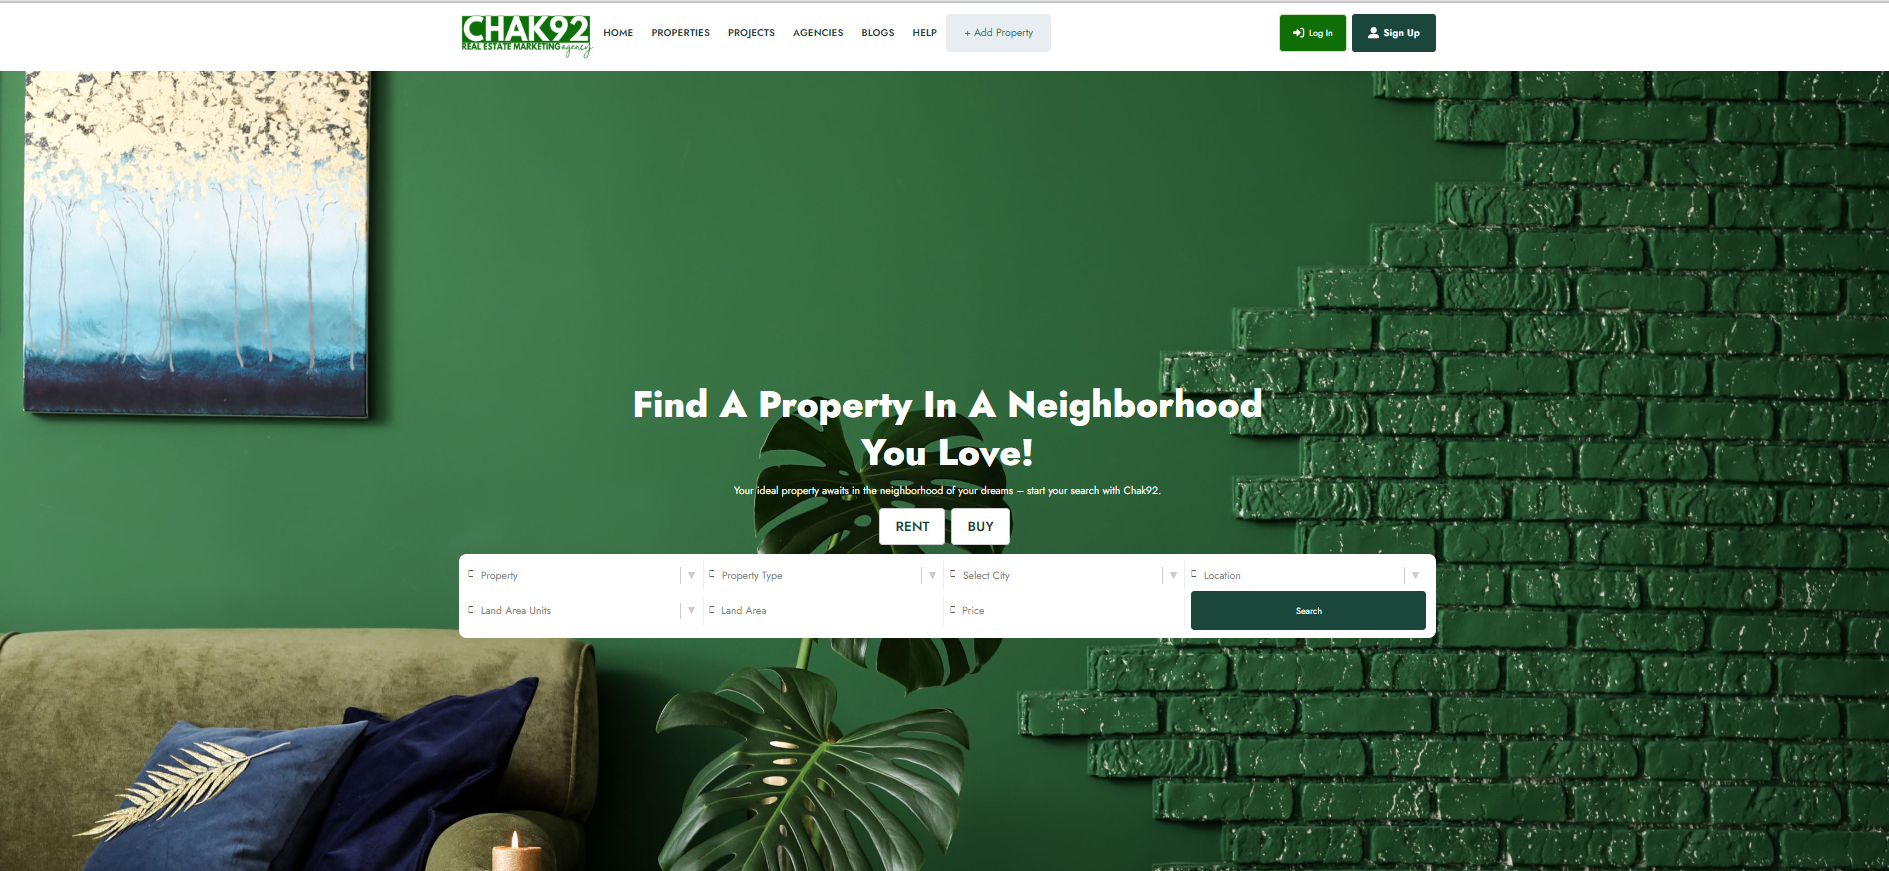 CHAK92
REAL ESTATE MARKETING agency
HOME PROPERTIES PROJECTS AGENCIES BLOGS HELP + Add Property Log In Sign Up
Find A Property In A Neighborhood
You Love!
Your ideal property awaits in the neighborhood of your dreams – start your search with Chak92.
RENT BUY
Property Property Type Select City Location
Land Area Units Land Area Price Search